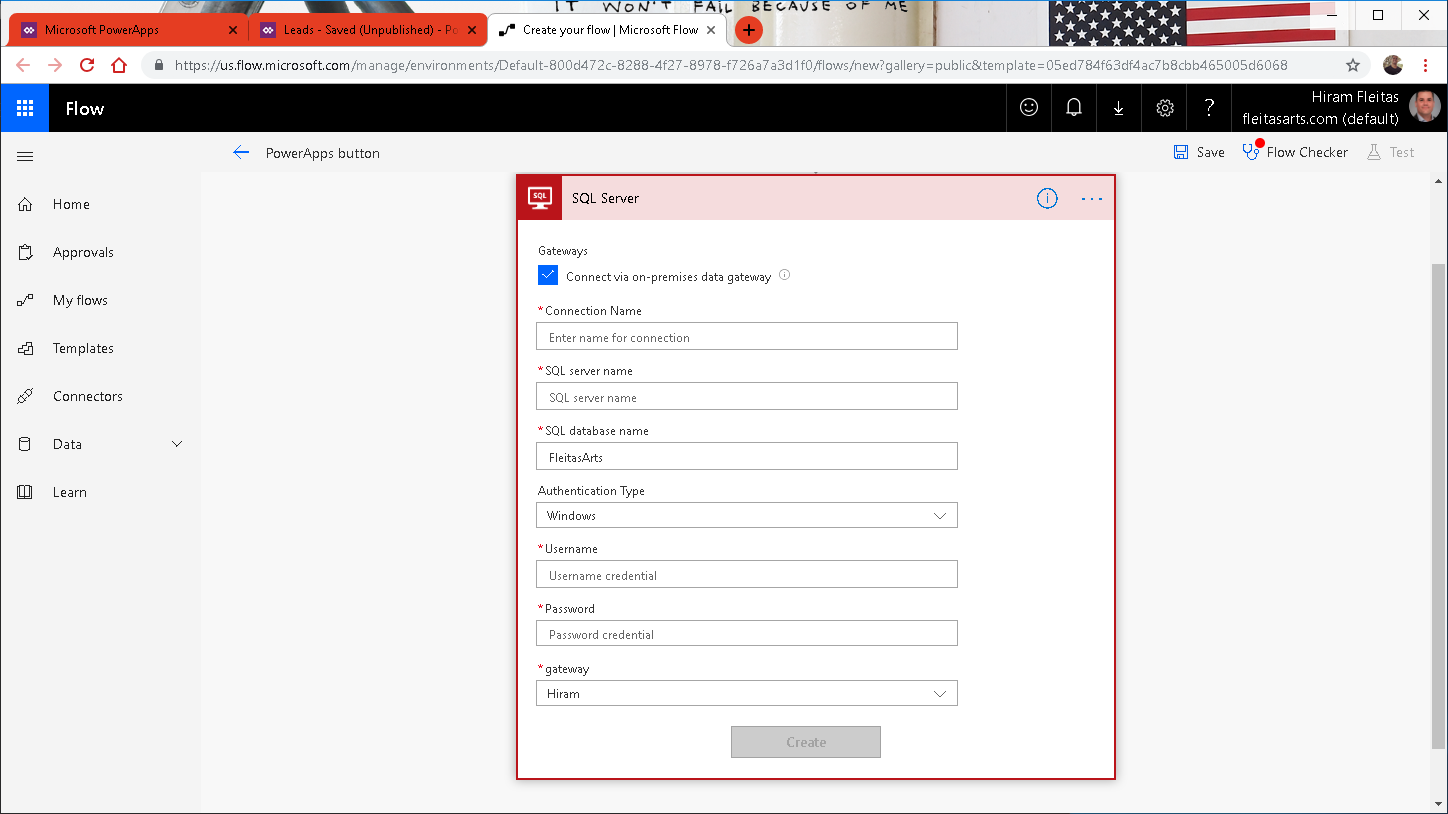 IT WON'T FAIL BECAUSE OF ME
Microsoft PowerApps
Leads - Saved (Unpublished) - Po
Create your flow | Microsoft Flow
https://us.flow.microsoft.com/manage/environments/Default-800d472c-8288-4f27-8978-f726a7a3d1f0/flows/new?gallery=public&template=05ed784f63df4ac7b8cbb465005d6068
Flow
Hiram Fleitas
fleitasarts.com (default)
PowerApps button
Save
Flow Checker
Test
Home
Approvals
My flows
Templates
Connectors
Data
Learn
SQL
SQL Server
Gateways
Connect via on-premises data gateway
*Connection Name
Enter name for connection
*SQL server name
SQL server name
*SQL database name
FleitasArts
Authentication Type
Windows
*Username
Username credential
*Password
Password credential
*gateway
Hiram
Create